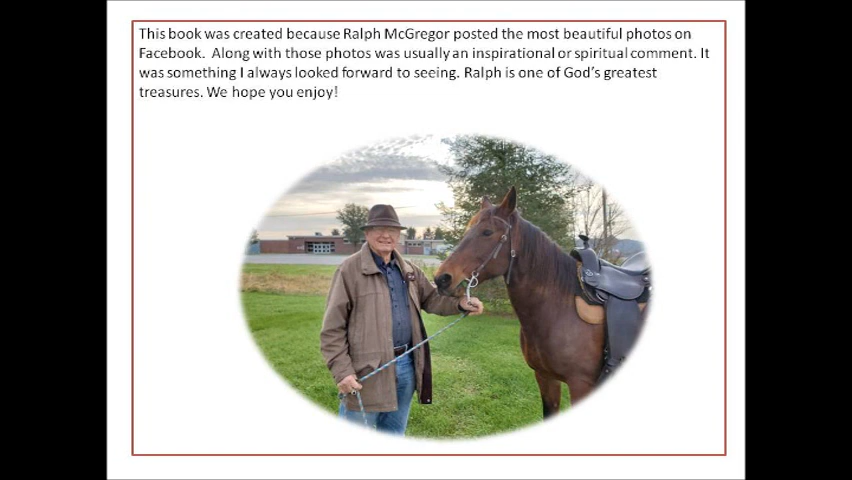 This book was created because Ralph McGregor posted the most beautiful photos on
Facebook.  Along with those photos was usually an inspirational or spiritual comment. It
was something I always looked forward to seeing. Ralph is one of God's greatest
treasures. We hope you enjoy!